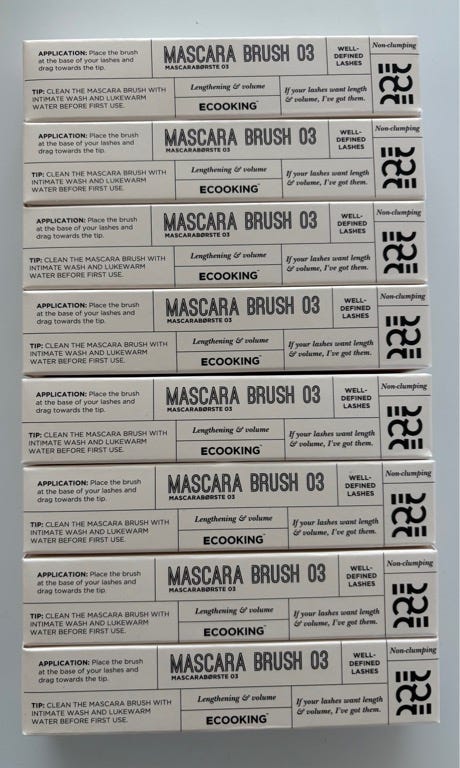 APPLICATION: Place the brush
at the base of your lashes and
drag towards the tip.
TIP: CLEAN THE MASCARA BRUSH WITH
INTIMATE WASH AND LUKEWARM
WATER BEFORE FIRST USE.
MASCARA BRUSH 03
MASCARABØRSTE 03
Lengthening & volume
ECOOKING™
WELL-
DEFINED
LASHES
If your lashes want length
& volume, I've got them.
Non-clumping
APPLICATION: Place the brush
at the base of your lashes and
drag towards the tip.
TIP: CLEAN THE MASCARA BRUSH WITH
INTIMATE WASH AND LUKEWARM
WATER BEFORE FIRST USE.
MASCARA BRUSH 03
MASCARABØRSTE 03
Lengthening & volume
ECOOKING™
WELL-
DEFINED
LASHES
If your lashes want length
& volume, I've got them.
Non-clumping
APPLICATION: Place the brush
at the base of your lashes and
drag towards the tip.
TIP: CLEAN THE MASCARA BRUSH WITH
INTIMATE WASH AND LUKEWARM
WATER BEFORE FIRST USE.
MASCARA BRUSH 03
MASCARABØRSTE 03
Lengthening & volume
ECOOKING™
WELL-
DEFINED
LASHES
If your lashes want length
& volume, I've got them.
Non-clumping
APPLICATION: Place the brush
at the base of your lashes and
drag towards the tip.
TIP: CLEAN THE MASCARA BRUSH WITH
INTIMATE WASH AND LUKEWARM
WATER BEFORE FIRST USE.
MASCARA BRUSH 03
MASCARABØRSTE 03
Lengthening & volume
ECOOKING™
WELL-
DEFINED
LASHES
If your lashes want length
& volume, I've got them.
Non-clumping
APPLICATION: Place the brush
at the base of your lashes and
drag towards the tip.
TIP: CLEAN THE MASCARA BRUSH WITH
INTIMATE WASH AND LUKEWARM
WATER BEFORE FIRST USE.
MASCARA BRUSH 03
MASCARABØRSTE 03
Lengthening & volume
ECOOKING™
WELL-
DEFINED
LASHES
If your lashes want length
& volume, I've got them.
Non-clumping
APPLICATION: Place the brush
at the base of your lashes and
drag towards the tip.
TIP: CLEAN THE MASCARA BRUSH WITH
INTIMATE WASH AND LUKEWARM
WATER BEFORE FIRST USE.
MASCARA BRUSH 03
MASCARABØRSTE 03
Lengthening & volume
ECOOKING™
WELL-
DEFINED
LASHES
If your lashes want length
& volume, I've got them.
Non-clumping
APPLICATION: Place the brush
at the base of your lashes and
drag towards the tip.
TIP: CLEAN THE MASCARA BRUSH WITH
INTIMATE WASH AND LUKEWARM
WATER BEFORE FIRST USE.
MASCARA BRUSH 03
MASCARABØRSTE 03
Lengthening & volume
ECOOKING™
WELL-
DEFINED
LASHES
If your lashes want length
& volume, I've got them.
Non-clumping
APPLICATION: Place the brush
at the base of your lashes and
drag towards the tip.
TIP: CLEAN THE MASCARA BRUSH WITH
INTIMATE WASH AND LUKEWARM
WATER BEFORE FIRST USE.
MASCARA BRUSH 03
MASCARABØRSTE 03
Lengthening & volume
ECOOKING™
WELL-
DEFINED
LASHES
If your lashes want length
& volume, I've got them.
Non-clumping